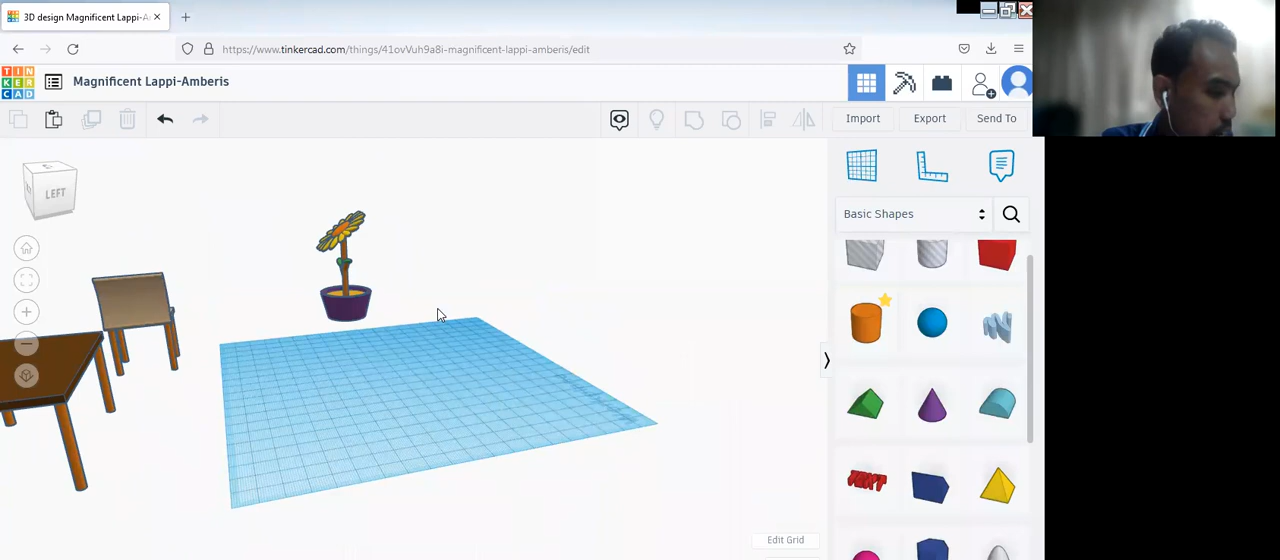 3D design Magnificent Lappi-A
https://www.tinkercad.com/things/41ovVuh9a8i-magnificent-lappi-amberis/edit
TIN
KER
CAD
Magnificent Lappi-Amberis
Import
Export
Send To
LEFT
Basic Shapes
TEXT
Edit Grid